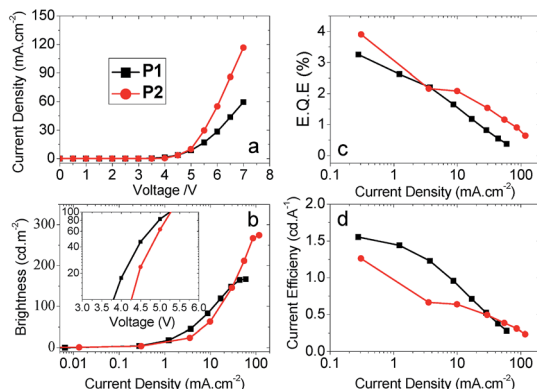 Current Density (mA.cm⁻²)
150
120
90
60
30
0
P1
P2
a
0 1 2 3 4 5 6 7 8
Voltage /V
E.Q.E (%)
4
3
2
1
0
c
0.1 1 10 100
Current Density (mA.cm⁻²)
Brightness (cd.m⁻²)
300
200
100
0
b
100
80
60
40
20
3.0 3.5 4.0 4.5 5.0 5.5 6.0
Voltage (V)
0.01 0.1 1 10 100
Current Density (mA.cm⁻²)
Current Efficieny (cd.A⁻¹)
2.0
1.5
1.0
0.5
0.0
d
0.1 1 10 100
Current Density (mA.cm⁻²)